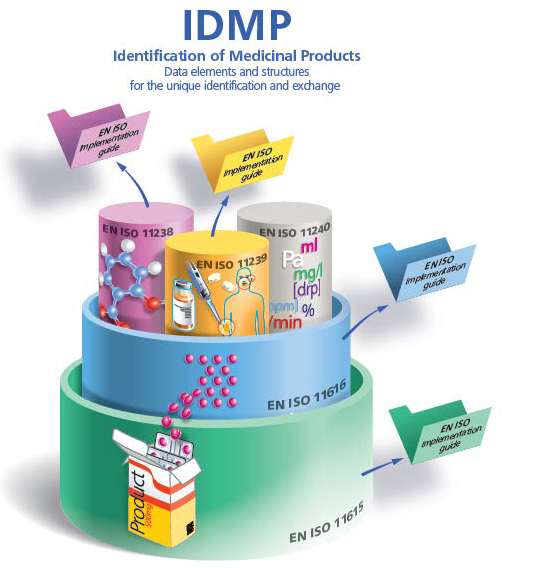 IDMP
Identification of Medicinal Products
Data elements and structures
for the unique identification and exchange
EN ISO
Implementation
guide
EN ISO
Implementation
guide
EN ISO 11238
EN ISO 11239
EN ISO 11240
ml
Pa
mg/l
[drp]
ppm]
%
/min
EN ISO
Implementation
guide
EN ISO 11616
EN ISO
Implementation
guide
Product
500mg
EN ISO 11615